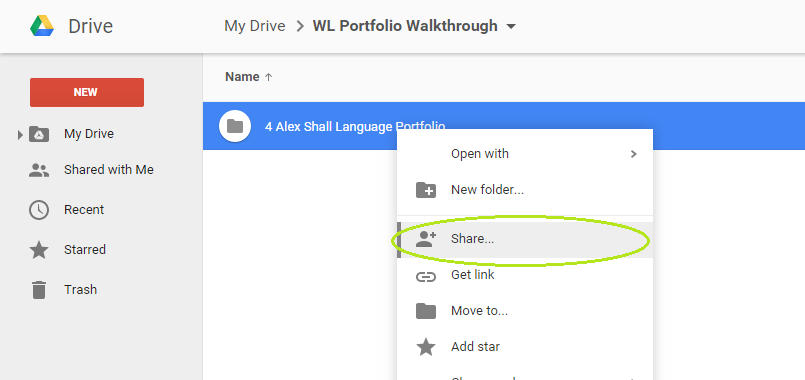 Drive
My Drive > WL Portfolio Walkthrough
Name ↑
NEW
My Drive
Shared with Me
Recent
Starred
Trash
4 Alex Shall Language Portfolio
Open with
New folder...
Share...
Get link
Move to...
Add star